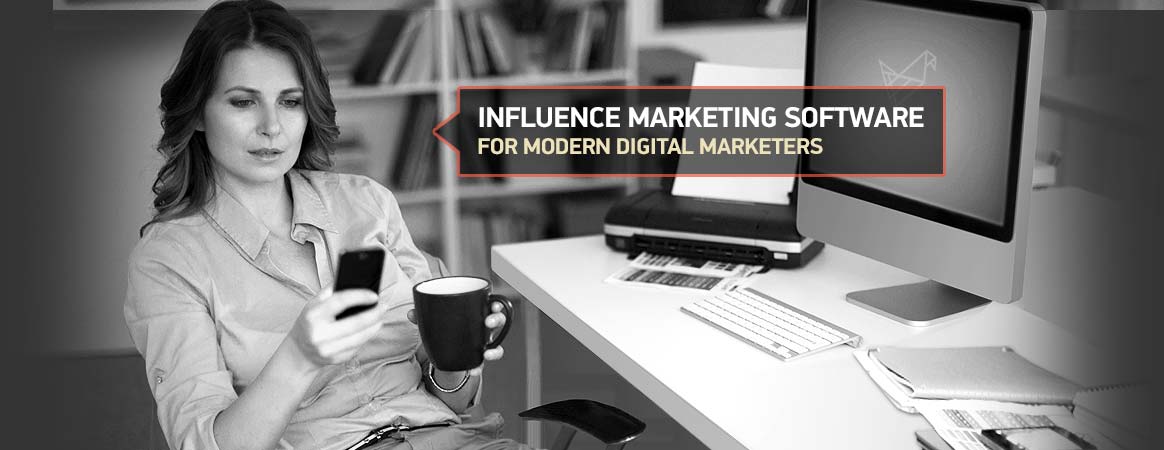 INFLUENCE MARKETING SOFTWARE
FOR MODERN DIGITAL MARKETERS